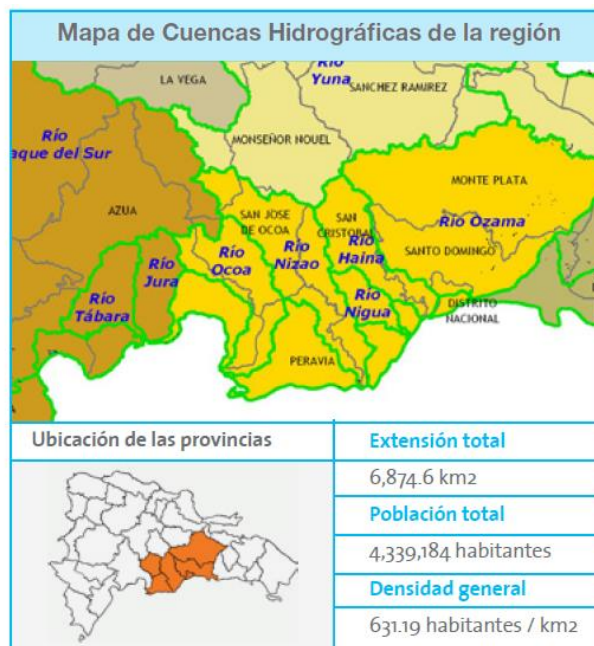 Mapa de Cuencas Hidrográficas de la región
Río
Yuna
LA VEGA
SANCHEZ RAMIREZ
Río
aque del Sur
MONSEÑOR NOUEL
MONTE PLATA
AZUA
SAN JOSE
DE OCOA
SAN
CRISTOBAL
Río Ozama
Río
Ocoa
Río
Nizao
Río
Haina
SANTO DOMINGO
Río
Jura
Río
Tábara
Río
Nigua
DISTRITO
NACIONAL
PERAVIA
Ubicación de las provincias
Extensión total
6,874.6 km2
Población total
4,339,184 habitantes
Densidad general
631.19 habitantes / km2